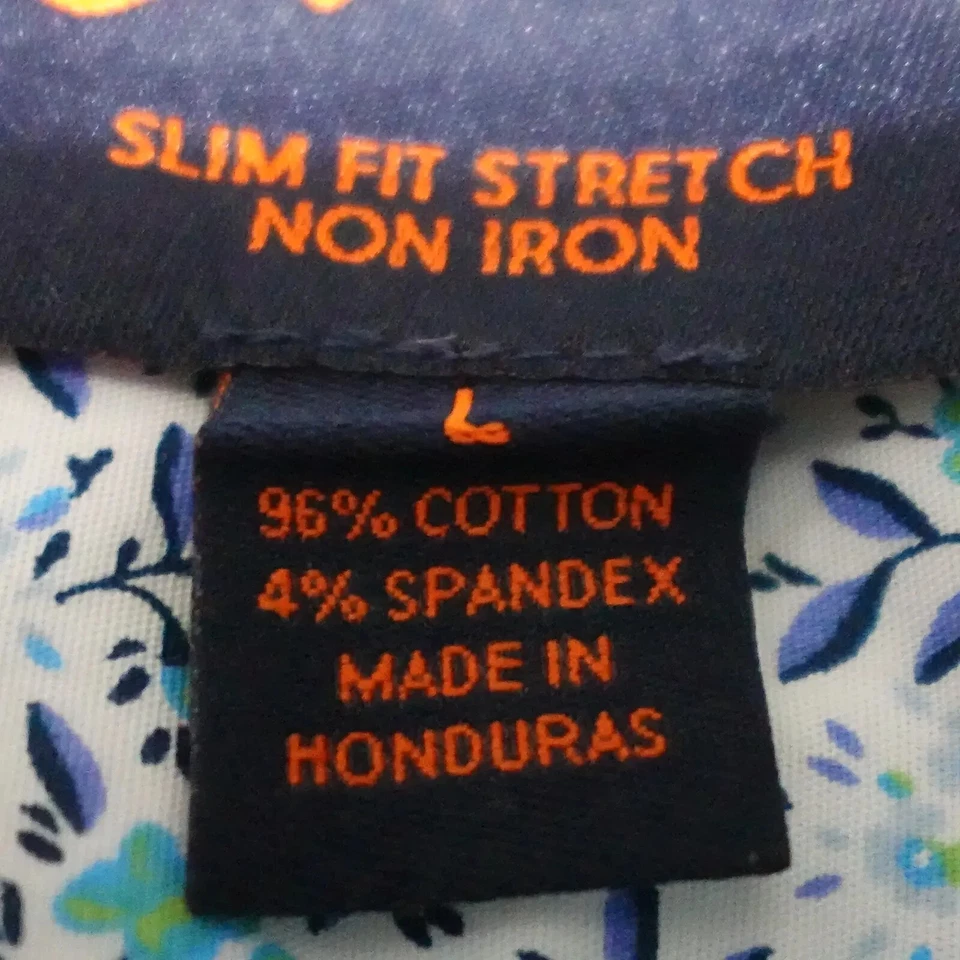 SLIM FIT STRETCH
NON IRON
L
96% COTTON
4% SPANDEX
MADE IN
HONDURAS